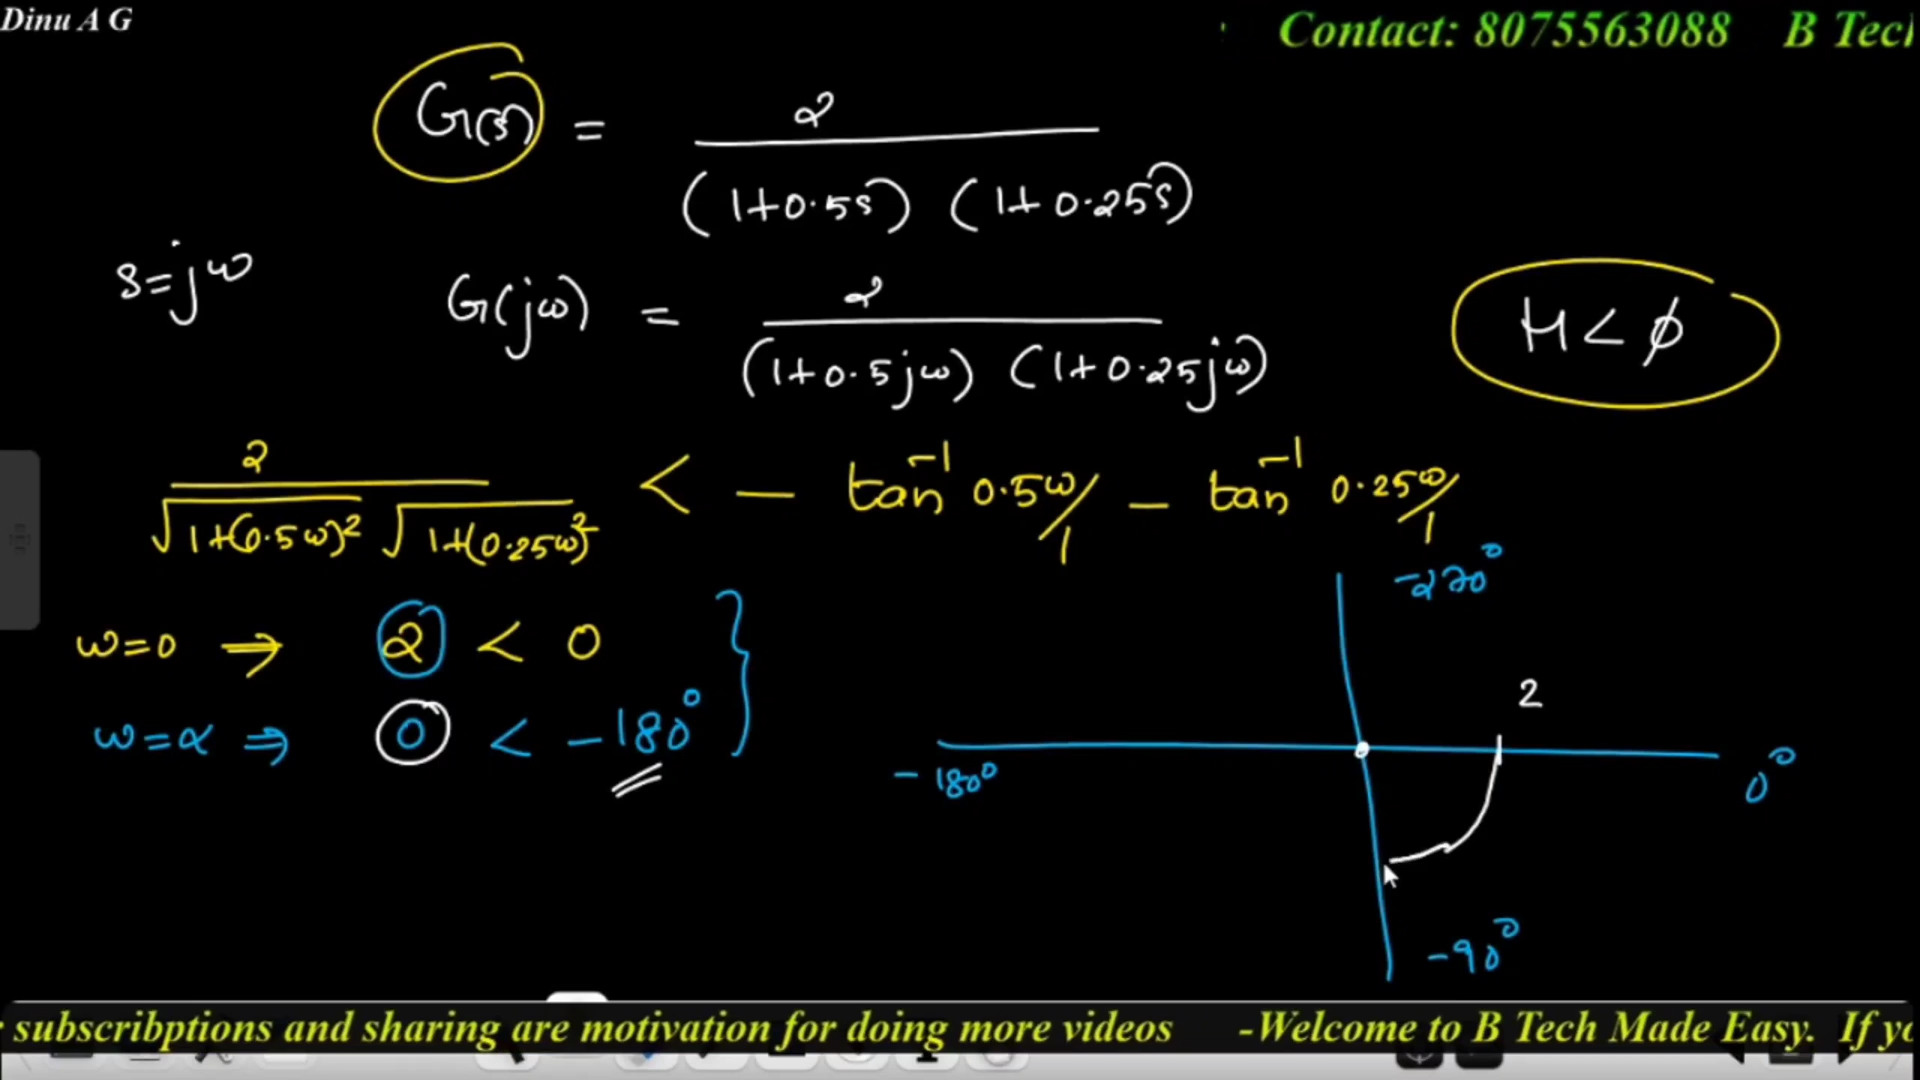 Dinu A G
Contact: 8075563088 B Tecl
G(s) = 2 / (1+0.5s) (1+0.25s)
s=jω
G(jω) = 2 / (1+0.5jω) (1+0.25jω)
M < ϕ
2 / √1+(0.5ω)² √1+(0.25ω)² < - tan⁻¹ 0.5ω/1 - tan⁻¹ 0.25ω/1
-270°
ω=0 ⇒ 2 < 0
2
ω=α ⇒ 0 < -180°
-180°
0°
-90°
subscribptions and sharing are motivation for doing more videos -Welcome to B Tech Made Easy. If yo